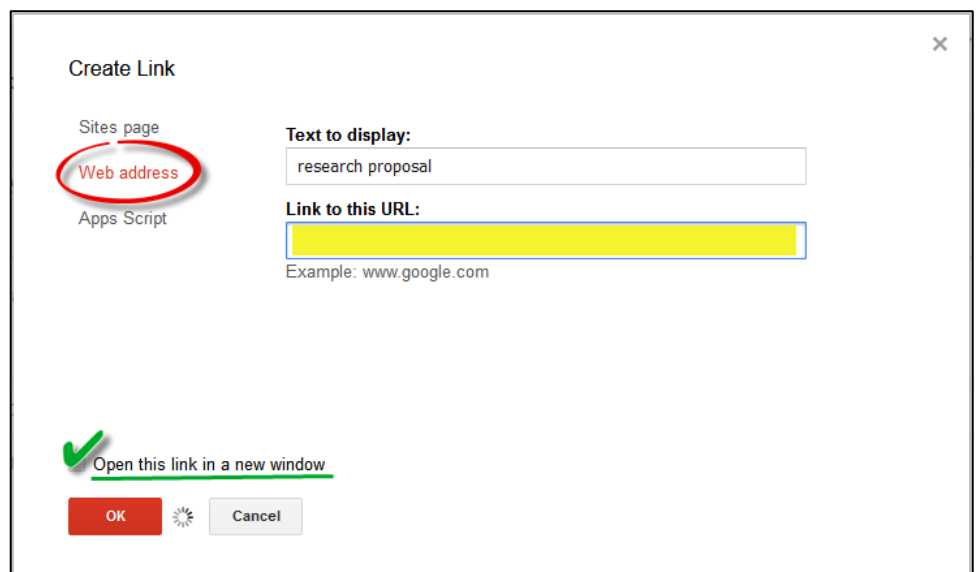 Create Link
Sites page
Web address
Apps Script
Text to display:
research proposal
Link to this URL:
Example: www.google.com
Open this link in a new window
OK
Cancel